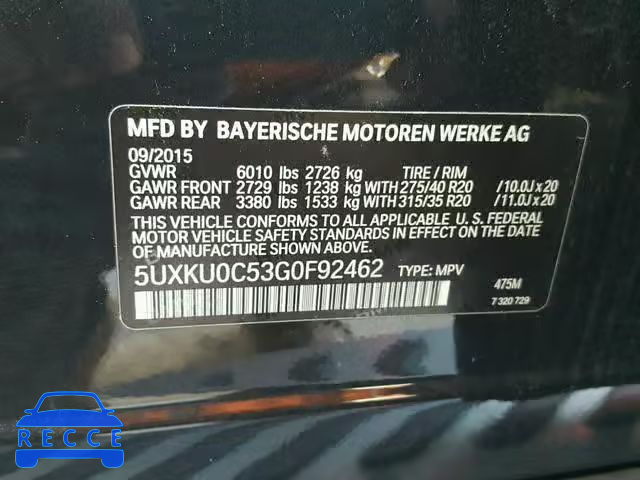 MFD BY BAYERISCHE MOTOREN WERKE AG
09/2015
GVWR 6010 lbs 2726 kg TIRE / RIM
GAWR FRONT 2729 lbs 1238 kg WITH 275/40 R20 /10.0J x 20
GAWR REAR 3380 lbs 1533 kg WITH 315/35 R20 /11.0J x 20
THIS VEHICLE CONFORMS TO ALL APPLICABLE U. S. FEDERAL
MOTOR VEHICLE SAFETY STANDARDS IN EFFECT ON THE DATE
OF MANUFACTURE SHOWN ABOVE.
5UXKU0C53G0F92462 TYPE: MPV
475M
7 320 729
RECCE